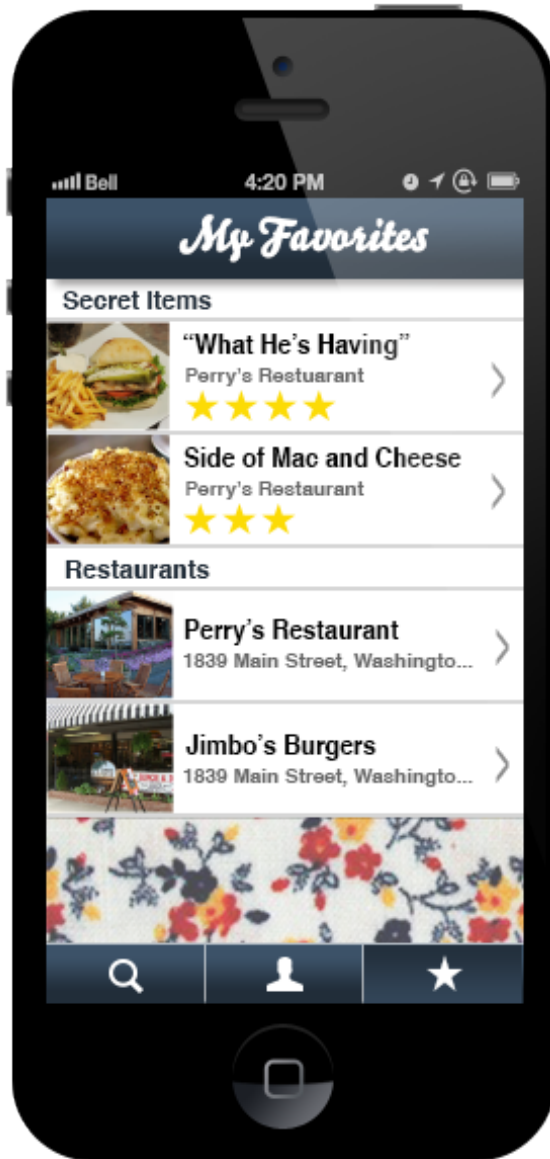 Bell 4:20 PM
My Favorites
Secret Items
“What He’s Having”
Perry’s Restuarant
Side of Mac and Cheese
Perry’s Restaurant
Restaurants
Perry’s Restaurant
1839 Main Street, Washingto...
Jimbo’s Burgers
1839 Main Street, Washingto...